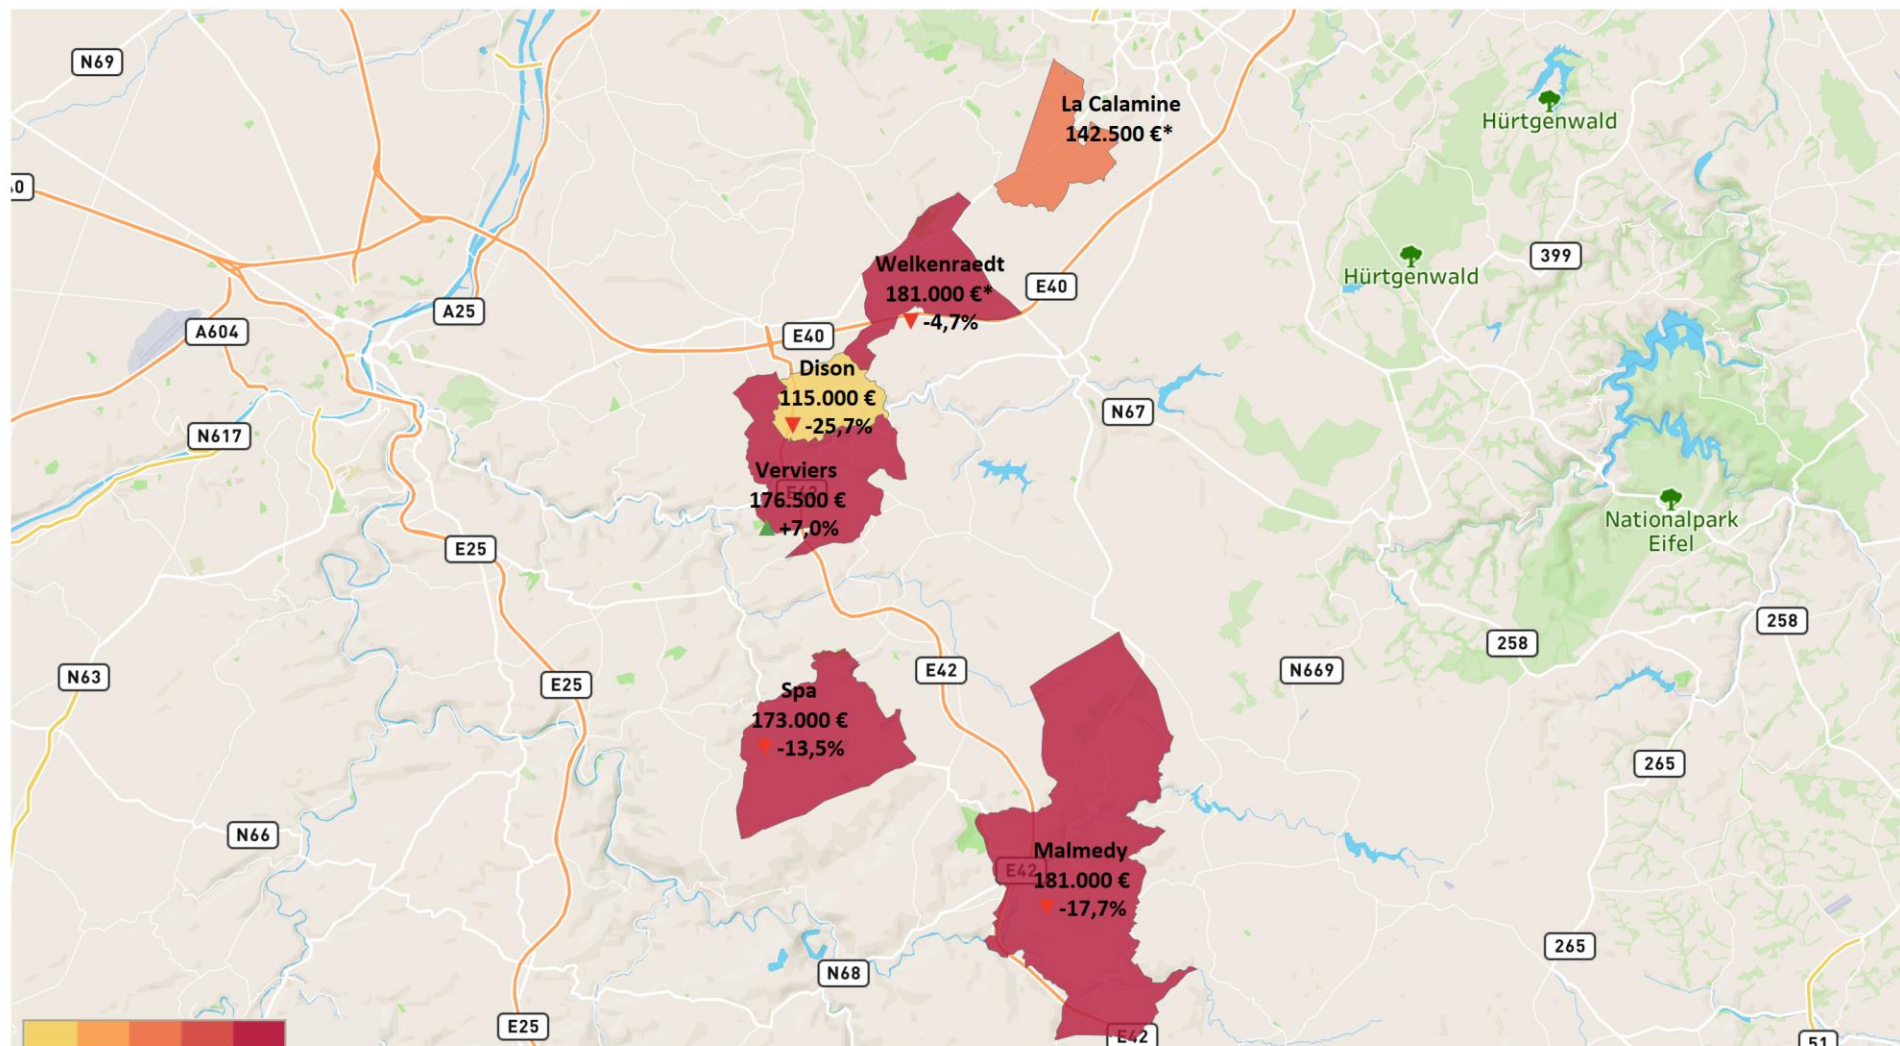 N69
La Calamine
142.500 €*
Hürtgenwald
Welkenraedt
181.000 €*
-4,7%
E40
Hürtgenwald
399
A25
A604
E40
Dison
115.000 €
-25,7%
N67
N617
Verviers
E42
176.500 €
+7,0%
Nationalpark
Eifel
E25
258
258
N63
E25
Spa
173.000 €
-13,5%
E42
N669
265
N66
Malmedy
E42
181.000 €
-17,7%
265
N68
E25
E42
51